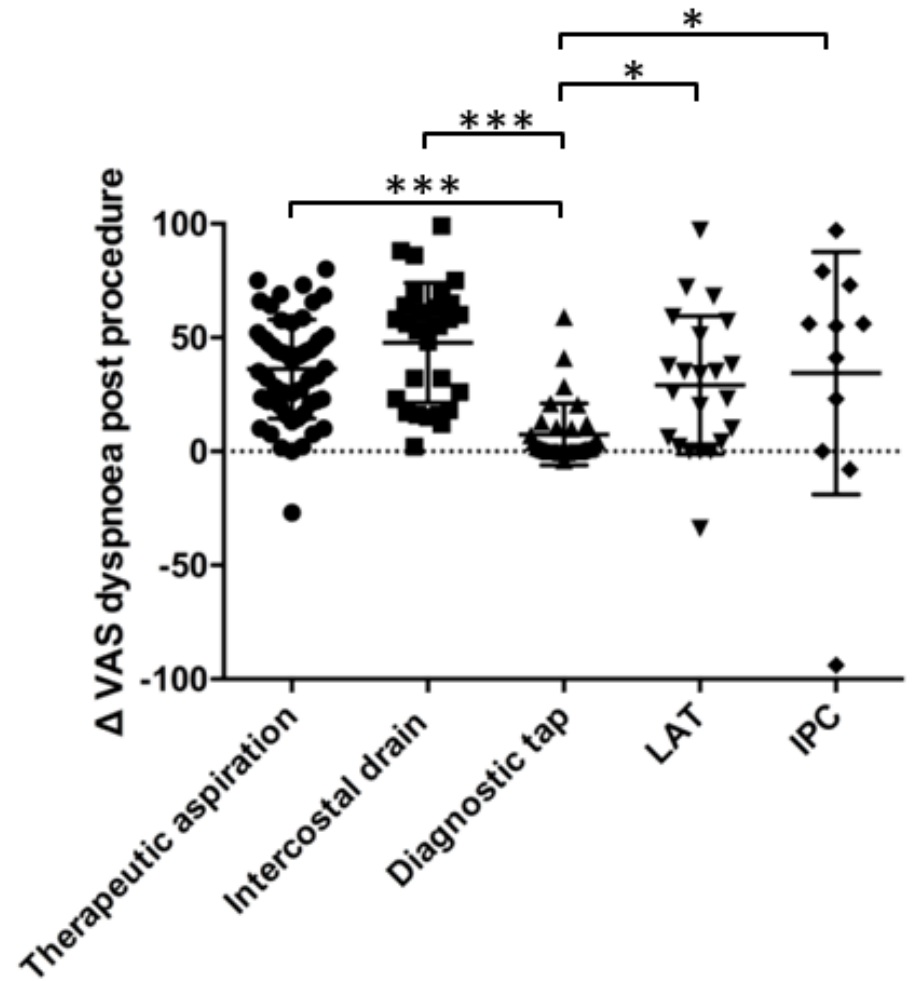 *
*
***
***
Δ VAS dyspnoea post procedure
100
50
0
-50
-100
Therapeutic aspiration
Intercostal drain
Diagnostic tap
LAT
IPC